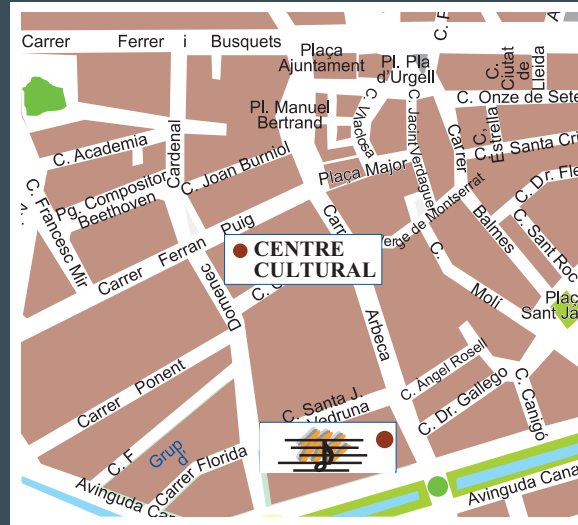 Carrer Ferrer i Busquets
Plaça
Ajuntament
Pl. Pla
d'Urgell
C.
Ciutat
de
Lleida
C. Onze de Sete
Pl. Manuel
Bertrand
C. Vilaclosa
C. Jacint Verdaguer
Carrer
Balmes
C.
Estrella
C. Santa Cri
C. Academia
Cardenal
C. Joan Burniol
Plaça Major
C. Dr. Fle
C. Francesc Mir
Pg. Compositor
Beethoven
C. Sant Roc
Carrer Ferran Puig
Verge de Montserrat
CENTRE
CULTURAL
C.
Molí
Plaç
Sant Ja
Domenec
Arbeca
C. Àngel Rosell
Carrer Ponent
C. Santa J.
Vedruna
C. Dr. Gallego
C. Canigó
C. F
Grup
d'
Carrer Florida
Avinguda Ca
Avinguda Cana